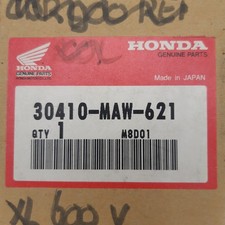 HONDA
GENUINE PARTS
HONDA
GENUINE PARTS
Made in JAPAN
30410-MAW-621
QTY 1 M8D01
XL 600 V